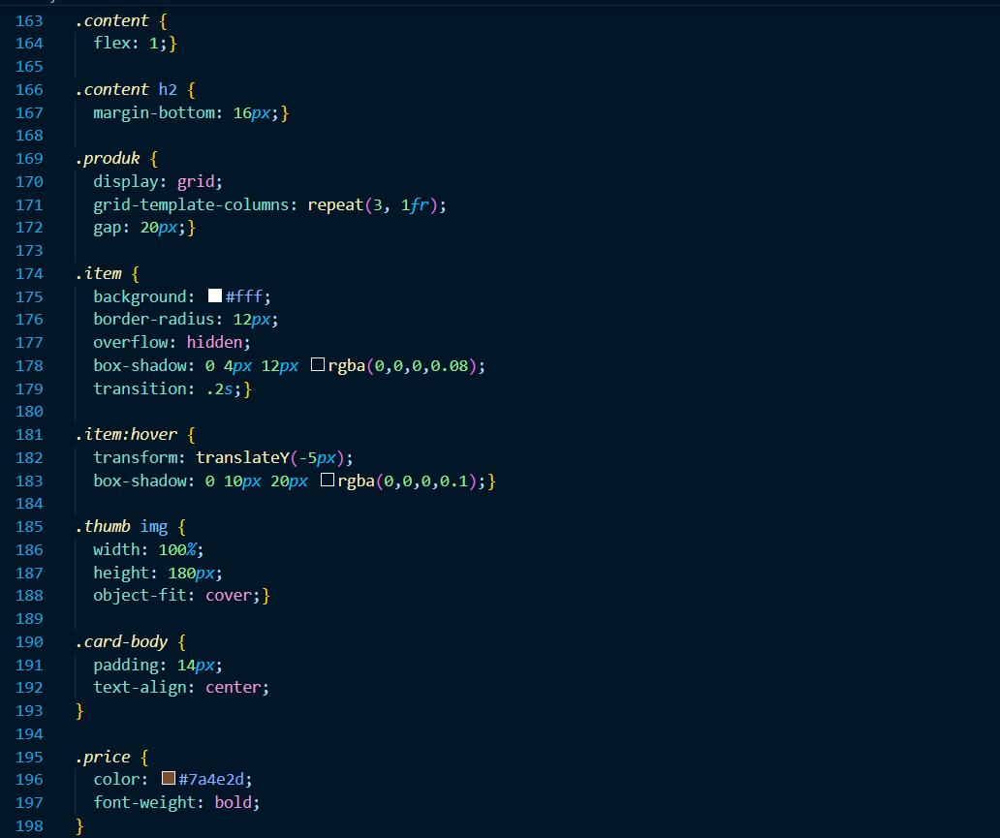 163 .content {
164 flex: 1;}
165
166 .content h2 {
167 margin-bottom: 16px;}
168
169 .produk {
170 display: grid;
171 grid-template-columns: repeat(3, 1fr);
172 gap: 20px;}
173
174 .item {
175 background: #fff;
176 border-radius: 12px;
177 overflow: hidden;
178 box-shadow: 0 4px 12px rgba(0,0,0,0.08);
179 transition: .2s;}
180
181 .item:hover {
182 transform: translateY(-5px);
183 box-shadow: 0 10px 20px rgba(0,0,0,0.1);}
184
185 .thumb img {
186 width: 100%;
187 height: 180px;
188 object-fit: cover;}
189
190 .card-body {
191 padding: 14px;
192 text-align: center;
193 }
194
195 .price {
196 color: #7a4e2d;
197 font-weight: bold;
198 }